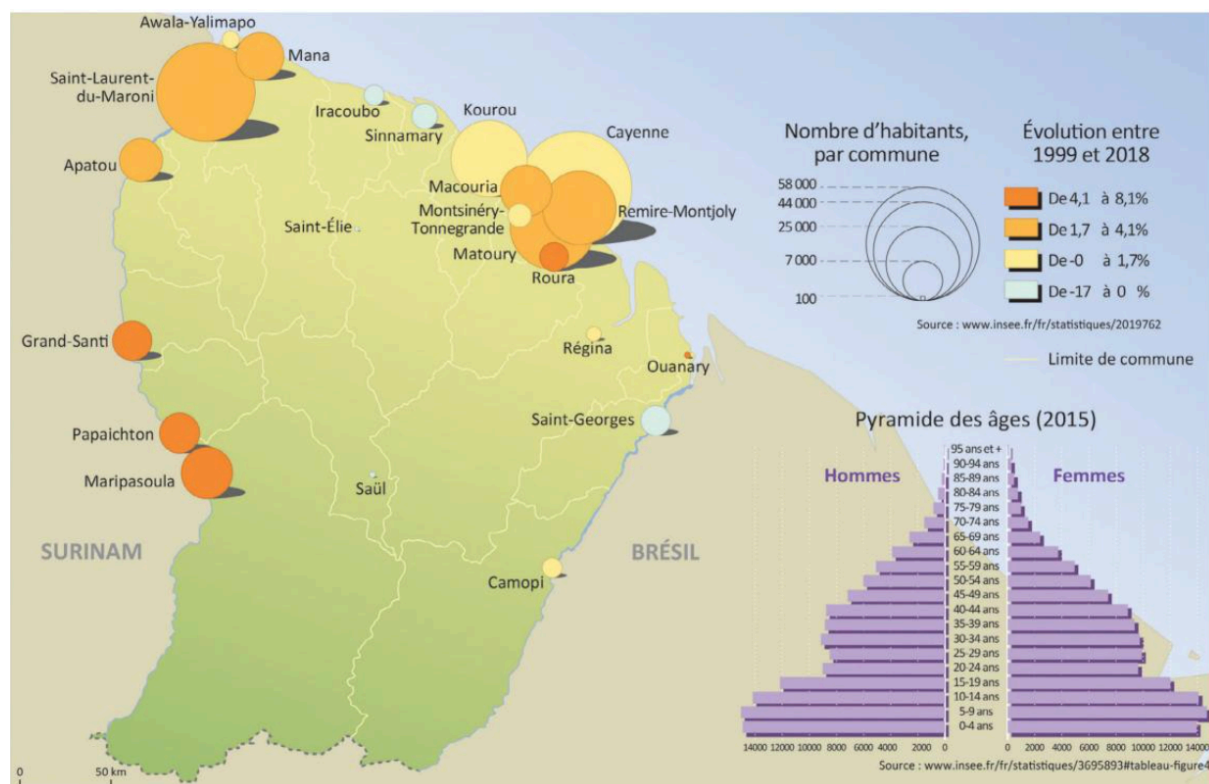 Awala-Yalimapo
Mana
Saint-Laurent-
du-Maroni
Iracoubo
Sinnamary
Kourou
Cayenne
Apatou
Macouria
Montsinéry-
Tonnegrande
Remire-Montjoly
Saint-Élie
Matoury
Roura
Grand-Santi
Régina
Ouanary
Papaichton
Saint-Georges
Maripasoula
Saül
SURINAM
BRÉSIL
Camopi
0 50 km
Nombre d'habitants,
par commune
58 000
44 000
25 000
7 000
100
Évolution entre
1999 et 2018
De 4,1 à 8,1%
De 1,7 à 4,1%
De -0 à 1,7%
De -17 à 0 %
Source : www.insee.fr/fr/statistiques/2019762
Limite de commune
Pyramide des âges (2015)
Hommes
Femmes
95 ans et +
90-94 ans
85-89 ans
80-84 ans
75-79 ans
70-74 ans
65-69 ans
60-64 ans
55-59 ans
50-54 ans
45-49 ans
40-44 ans
35-39 ans
30-34 ans
25-29 ans
20-24 ans
15-19 ans
10-14 ans
5-9 ans
0-4 ans
14000 12000 10000 8000 6000 4000 2000 0
0 2000 4000 6000 8000 10000 12000 14000
Source : www.insee.fr/fr/statistiques/3695893#tableau-figure4